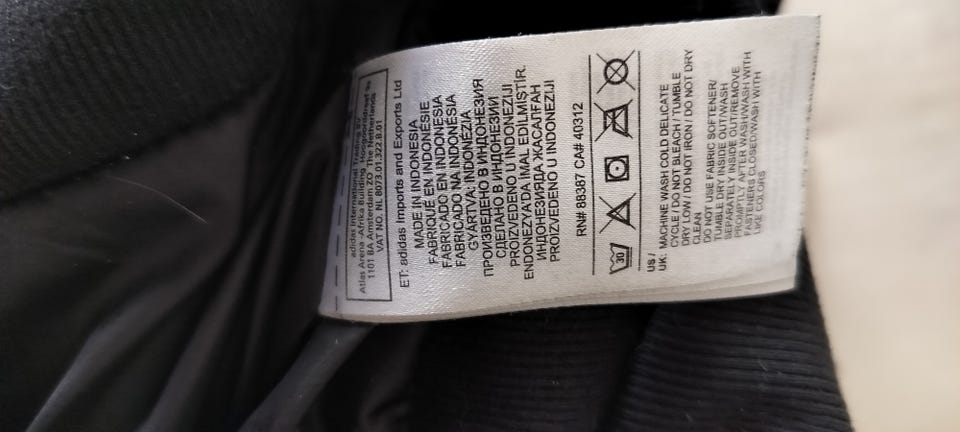 adidas International Trading BV
Atlas Arena -Afrika Building, Hoogoorddreef 9a
1101 BA Amsterdam ZO The Netherlands
VAT NO. NL 8073.01.322.B.01
ET: adidas Imports and Exports Ltd
MADE IN INDONESIA
FABRIQUÉ EN INDONÉSIE
FABRICADO EN INDONESIA
FABRICADO NA INDONÉSIA
GYÁRTVA: INDONÉZIA
ПРОИЗВЕДЕНО В ИНДОНЕЗИЯ
СДЕЛАНО В ИНДОНЕЗИИ
PROIZVEDENO U INDONEZIJI
ENDONEZYA'DA İMAL EDİLMİŞTİR.
ИНДОНЕЗИЯДА ЖАСАЛҒАН
PROIZVEDENO U INDONEZIJI
RN# 88387 CA# 40312
30
US /
UK: MACHINE WASH COLD DELICATE
CYCLE / DO NOT BLEACH / TUMBLE
DRY LOW / DO NOT IRON / DO NOT DRY
CLEAN
DO NOT USE FABRIC SOFTENER/
TUMBLE DRY INSIDE OUT/WASH
SEPARATELY INSIDE OUT/REMOVE
PROMPTLY AFTER WASH/WASH WITH
FASTENERS CLOSED/WASH WITH
LIKE COLORS